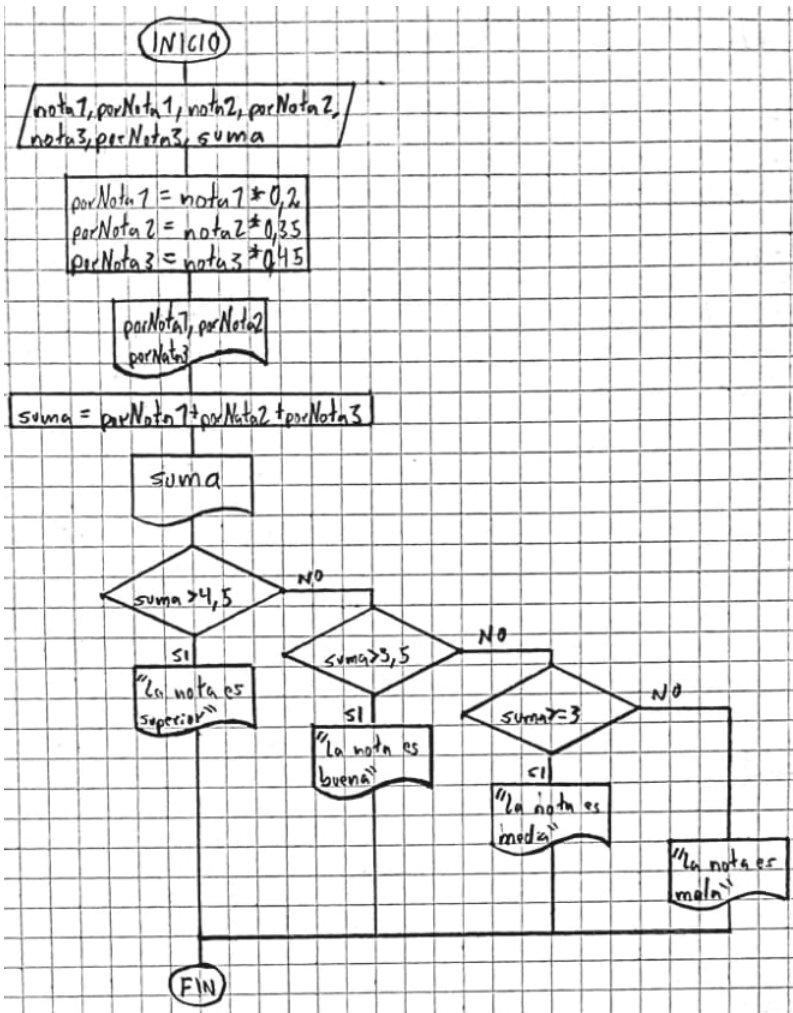 INICIO
nota1, porNota1, nota2, porNota2,
nota3, porNota3, suma
porNota1 = nota1 * 0,2
porNota2 = nota2 * 0,35
porNota3 = nota3 * 0,45
porNota1, porNota2
porNota3
suma = porNota1+porNota2+porNota3
suma
suma >4,5
NO
SI
"La nota es
superior"
suma>3,5
NO
SI
"La nota es
buena"
suma>=3
NO
SI
"La nota es
media"
"La nota es
mala"
FIN